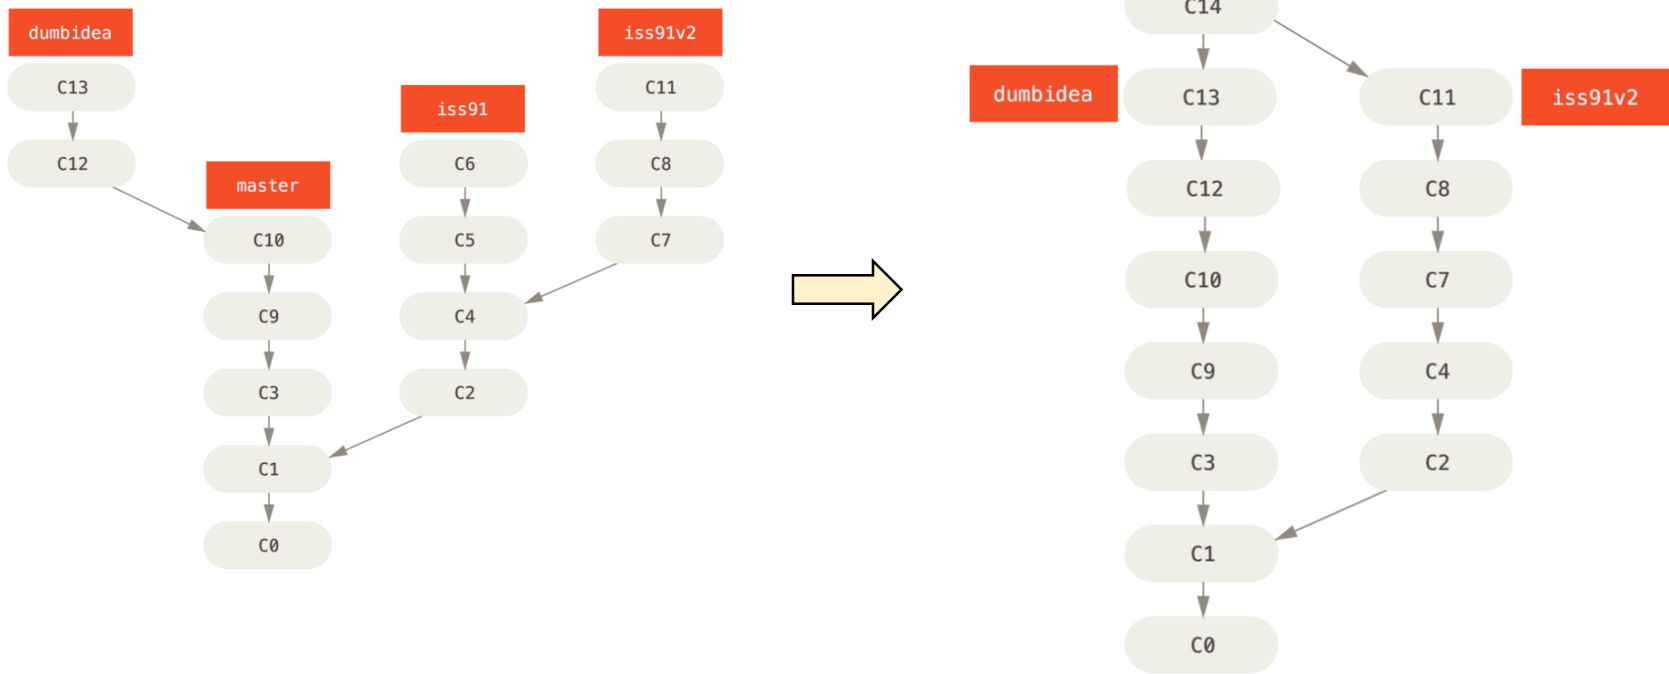 dumbidea
C13
C12
master
C10
C9
C3
C1
C0
iss91
C6
C5
C4
C2
iss91v2
C11
C8
C7
C14
dumbidea
C13
C12
C10
C9
C3
C1
C0
C11
iss91v2
C8
C7
C4
C2